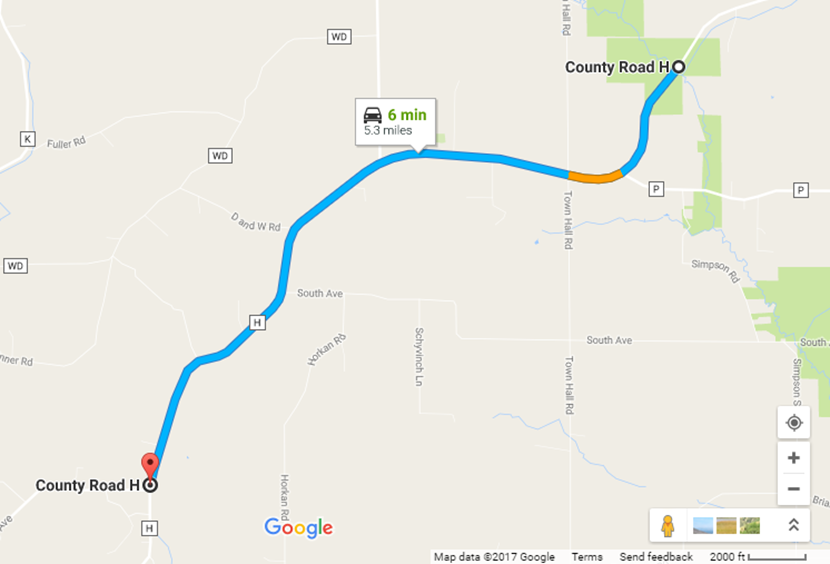 WD
Hall Rd
County Road H
6 min
5.3 miles
K
Fuller Rd
WD
P
P
D and W Rd
Town Hall Rd
WD
Simpson Rd
South Ave
H
South Ave
South A
Horkan Rd
Schyvinch Ln
nner Rd
Town Hall Rd
Simpson S
County Road H
Horkan Rd
H
Ave
Google
Bria
Map data ©2017 Google Terms Send feedback 2000 ft